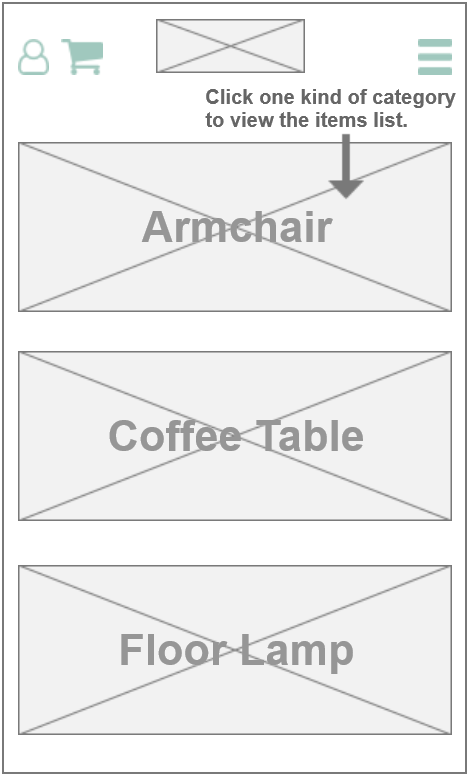 Click one kind of category
to view the items list.
Armchair
Coffee Table
Floor Lamp